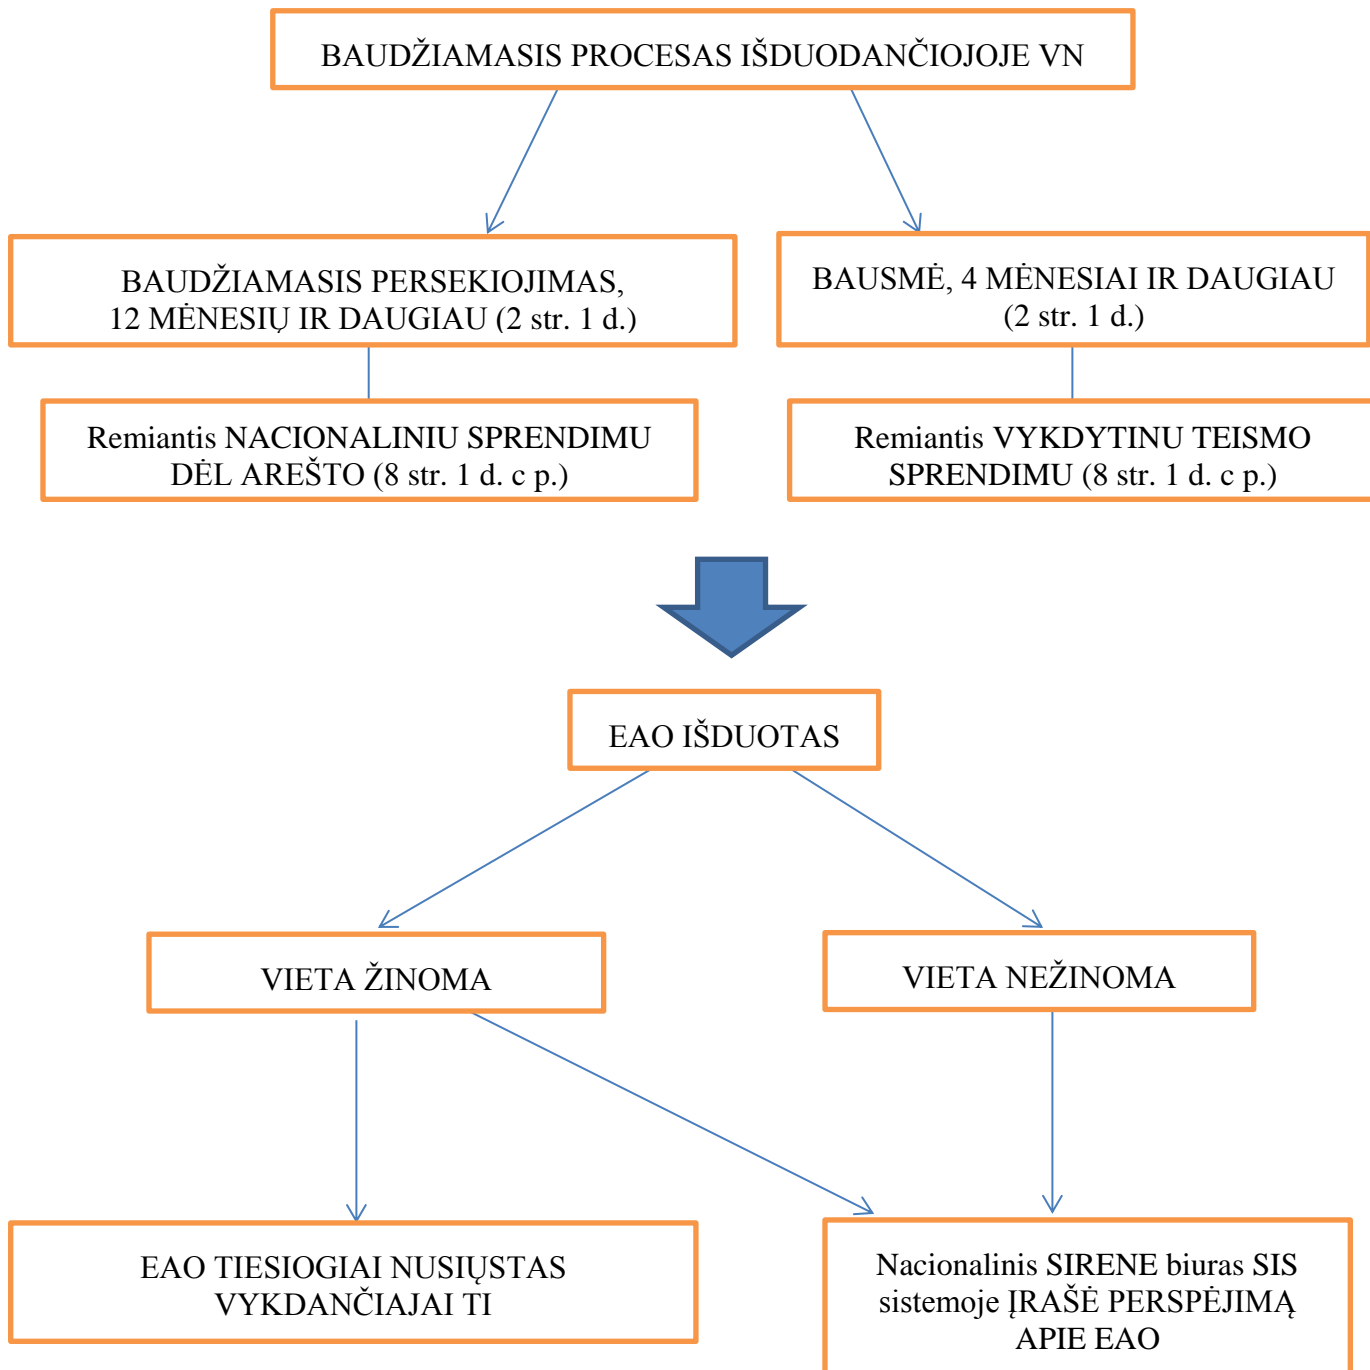 BAUDŽIAMASIS PROCESAS IŠDUODANČIOJOJE VN
BAUDŽIAMASIS PERSEKIOJIMAS,
12 MĖNESIŲ IR DAUGIAU (2 str. 1 d.)
BAUSMĖ, 4 MĖNESIAI IR DAUGIAU
(2 str. 1 d.)
Remiantis NACIONALINIU SPRENDIMU
DĖL AREŠTO (8 str. 1 d. c p.)
Remiantis VYKDYTINU TEISMO
SPRENDIMU (8 str. 1 d. c p.)
EAO IŠDUOTAS
VIETA ŽINOMA
VIETA NEŽINOMA
EAO TIESIOGIAI NUSIŲSTAS
VYKDANČIAJAI TI
Nacionalinis SIRENE biuras SIS
sistemoje ĮRAŠĖ PERSPĖJIMĄ
APIE EAO